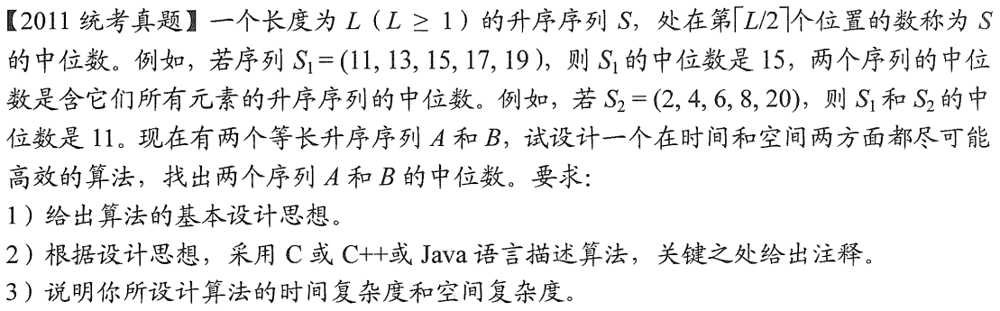 【2011 统考真题】一个长度为 L（L ≥ 1）的升序序列 S，处在第⌈L/2⌉个位置的数称为 S
的中位数。例如，若序列 S₁ = (11, 13, 15, 17, 19 )，则 S₁ 的中位数是 15，两个序列的中位
数是含它们所有元素的升序序列的中位数。例如，若 S₂ = (2, 4, 6, 8, 20)，则 S₁ 和 S₂ 的中
位数是 11。现在有两个等长升序序列 A 和 B，试设计一个在时间和空间两方面都尽可能
高效的算法，找出两个序列 A 和 B 的中位数。要求：
1）给出算法的基本设计思想。
2）根据设计思想，采用 C 或 C++或 Java 语言描述算法，关键之处给出注释。
3）说明你所设计算法的时间复杂度和空间复杂度。